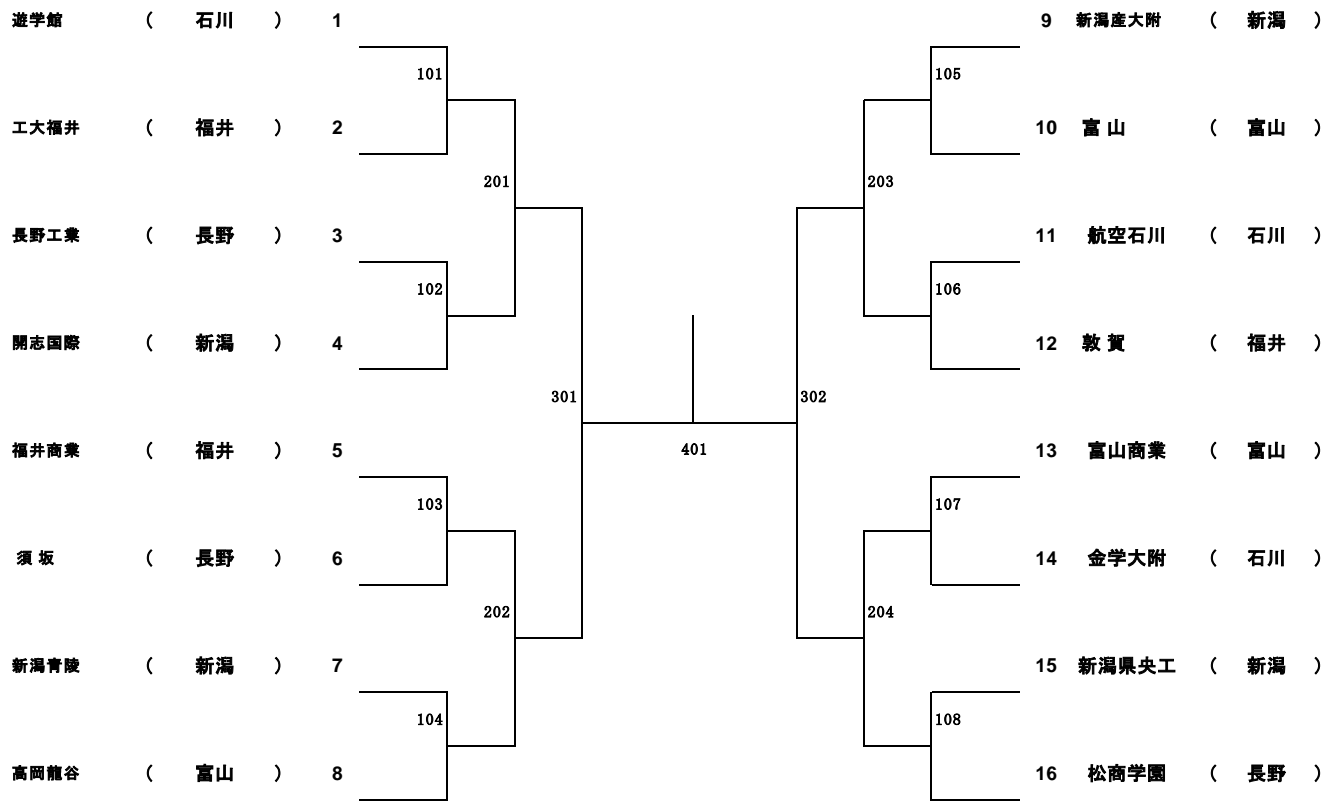 遊学館 （ 石川 ） 1
101
工大福井 （ 福井 ） 2
201
長野工業 （ 長野 ） 3
102
開志国際 （ 新潟 ） 4
301
福井商業 （ 福井 ） 5
103
須 坂 （ 長野 ） 6
202
新潟青陵 （ 新潟 ） 7
104
高岡龍谷 （ 富山 ） 8
401
9 新潟産大附 （ 新潟 ）
105
10 富 山 （ 富山 ）
203
11 航空石川 （ 石川 ）
106
12 敦 賀 （ 福井 ）
302
13 富山商業 （ 富山 ）
107
14 金学大附 （ 石川 ）
204
15 新潟県央工 （ 新潟 ）
108
16 松商学園 （ 長野 ）